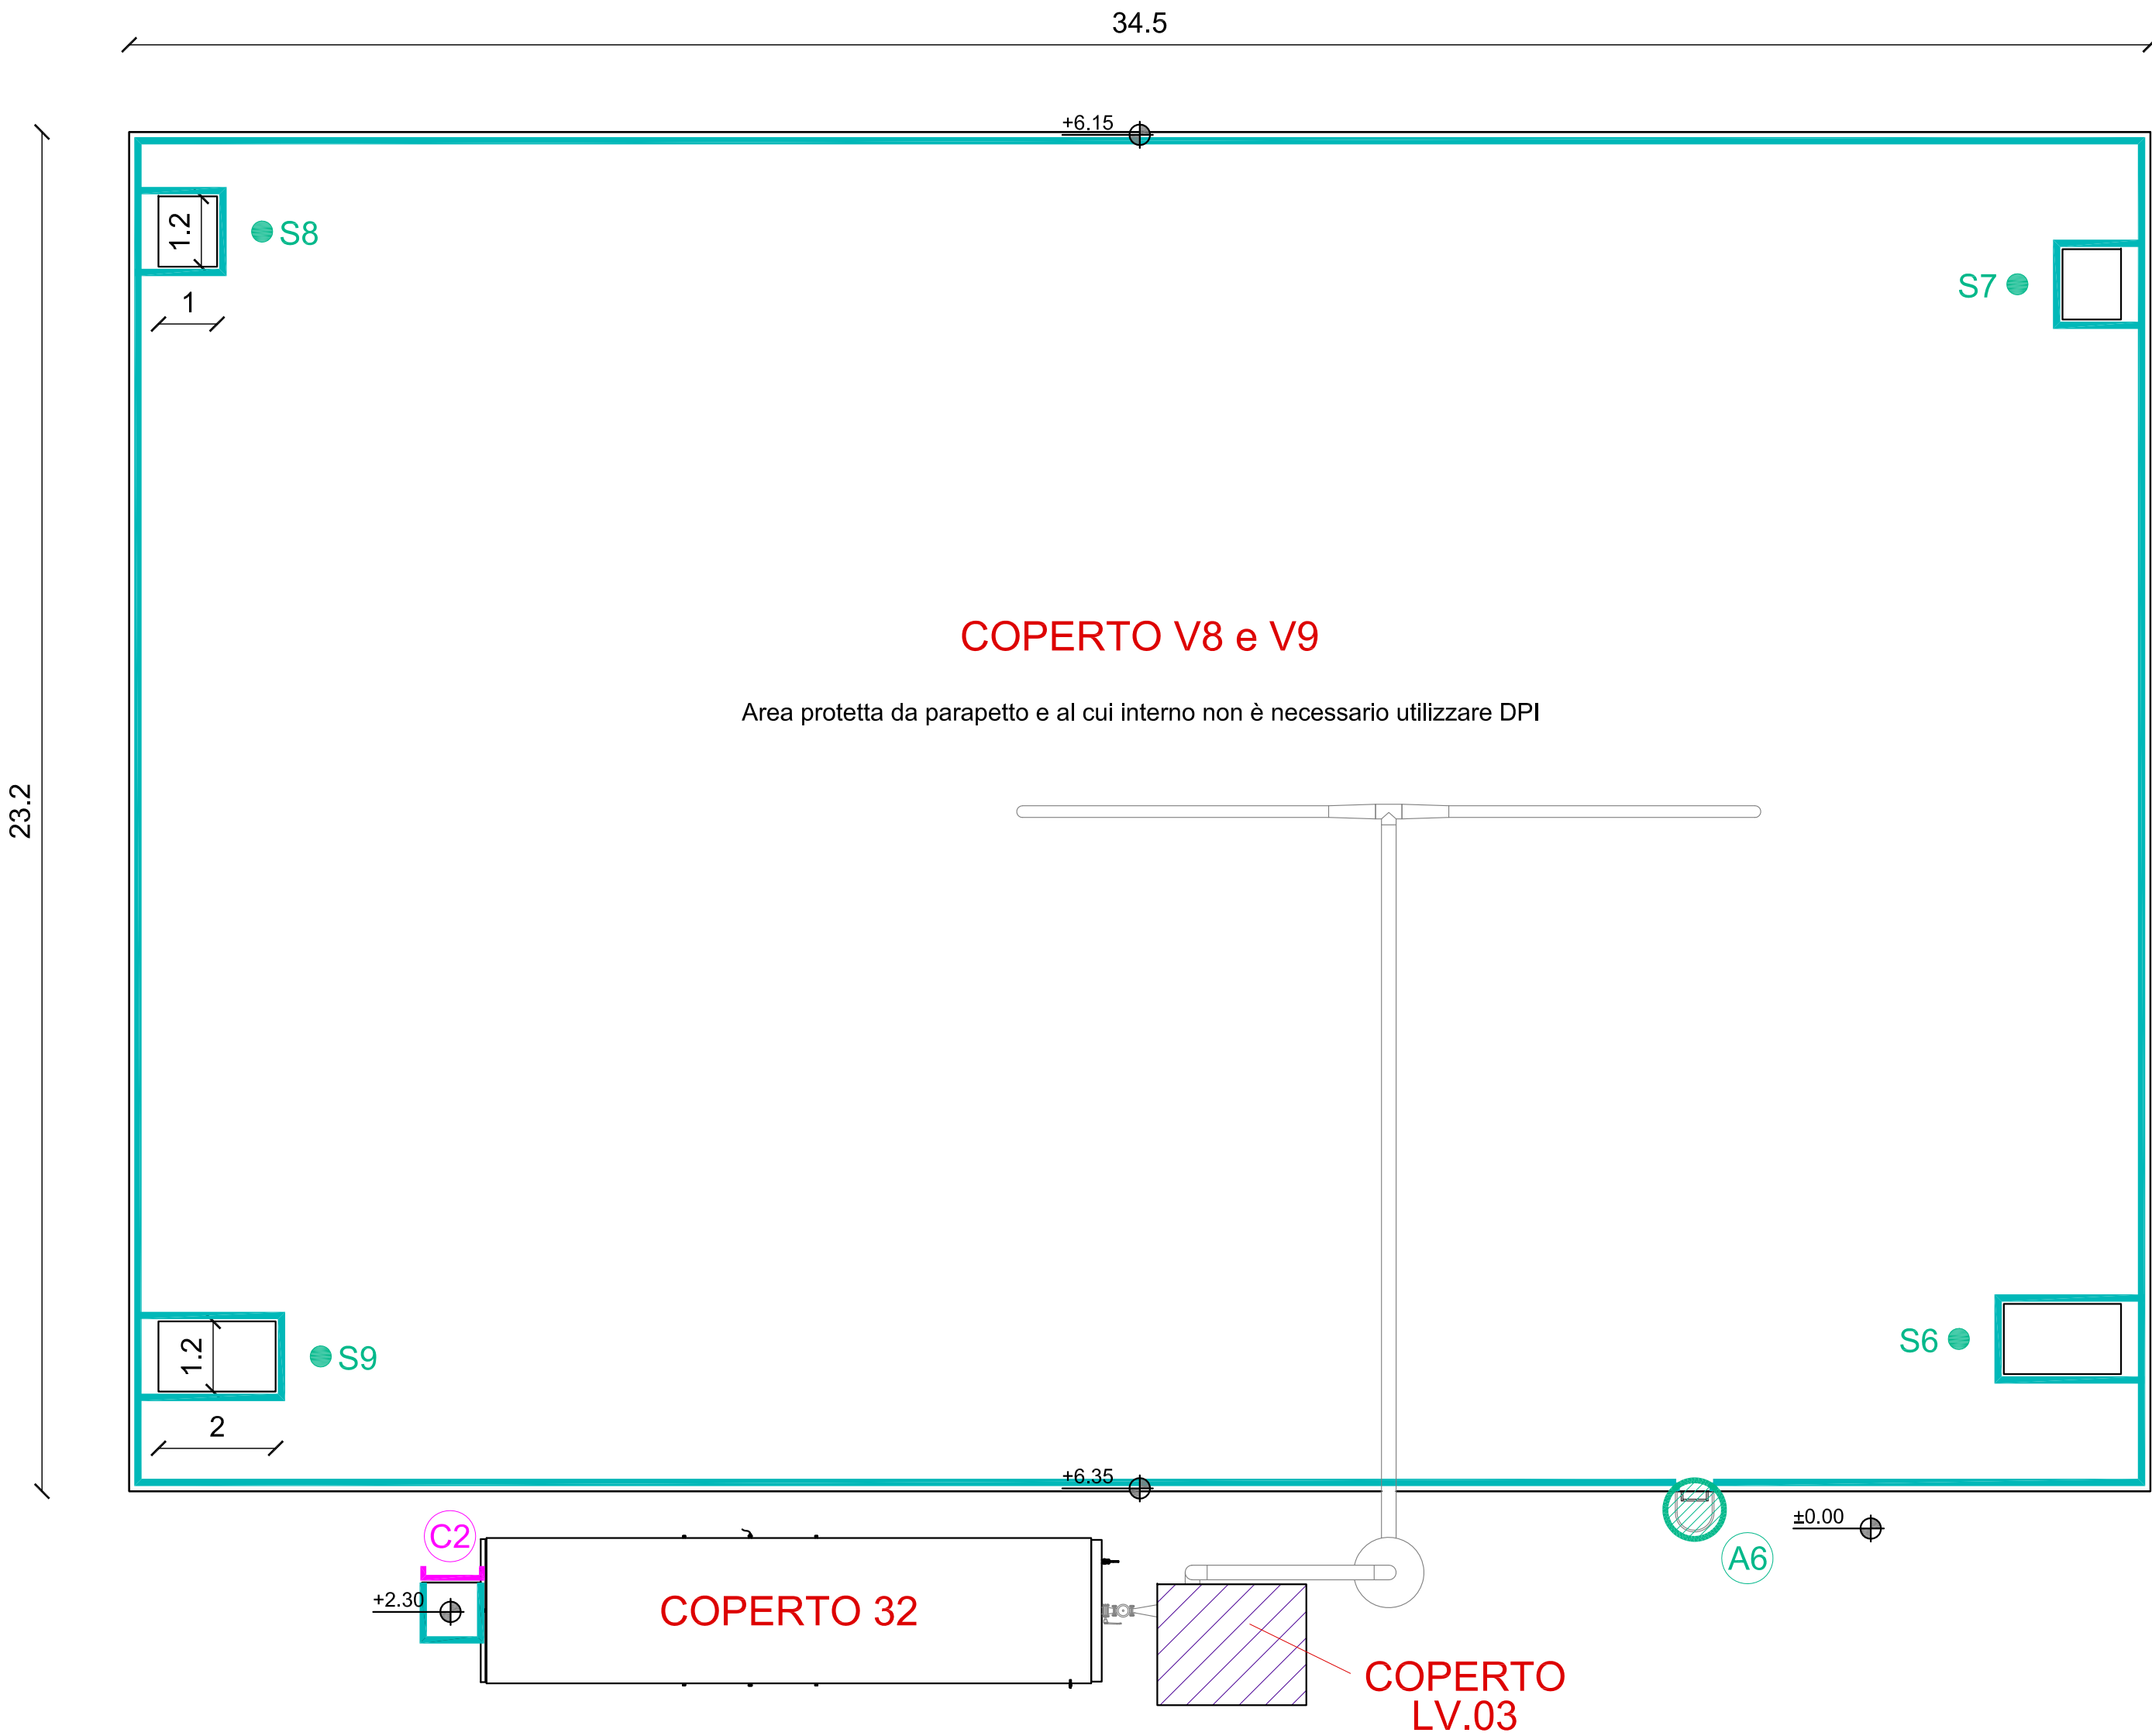 34.5
+6.15
1.2
S8
S7
1
COPERTO V8 e V9
Area protetta da parapetto e al cui interno non è necessario utilizzare DPI
23.2
1.2
S9
S6
2
+6.35
±0.00
C2
A6
+2.30
COPERTO 32
COPERTO
LV.03